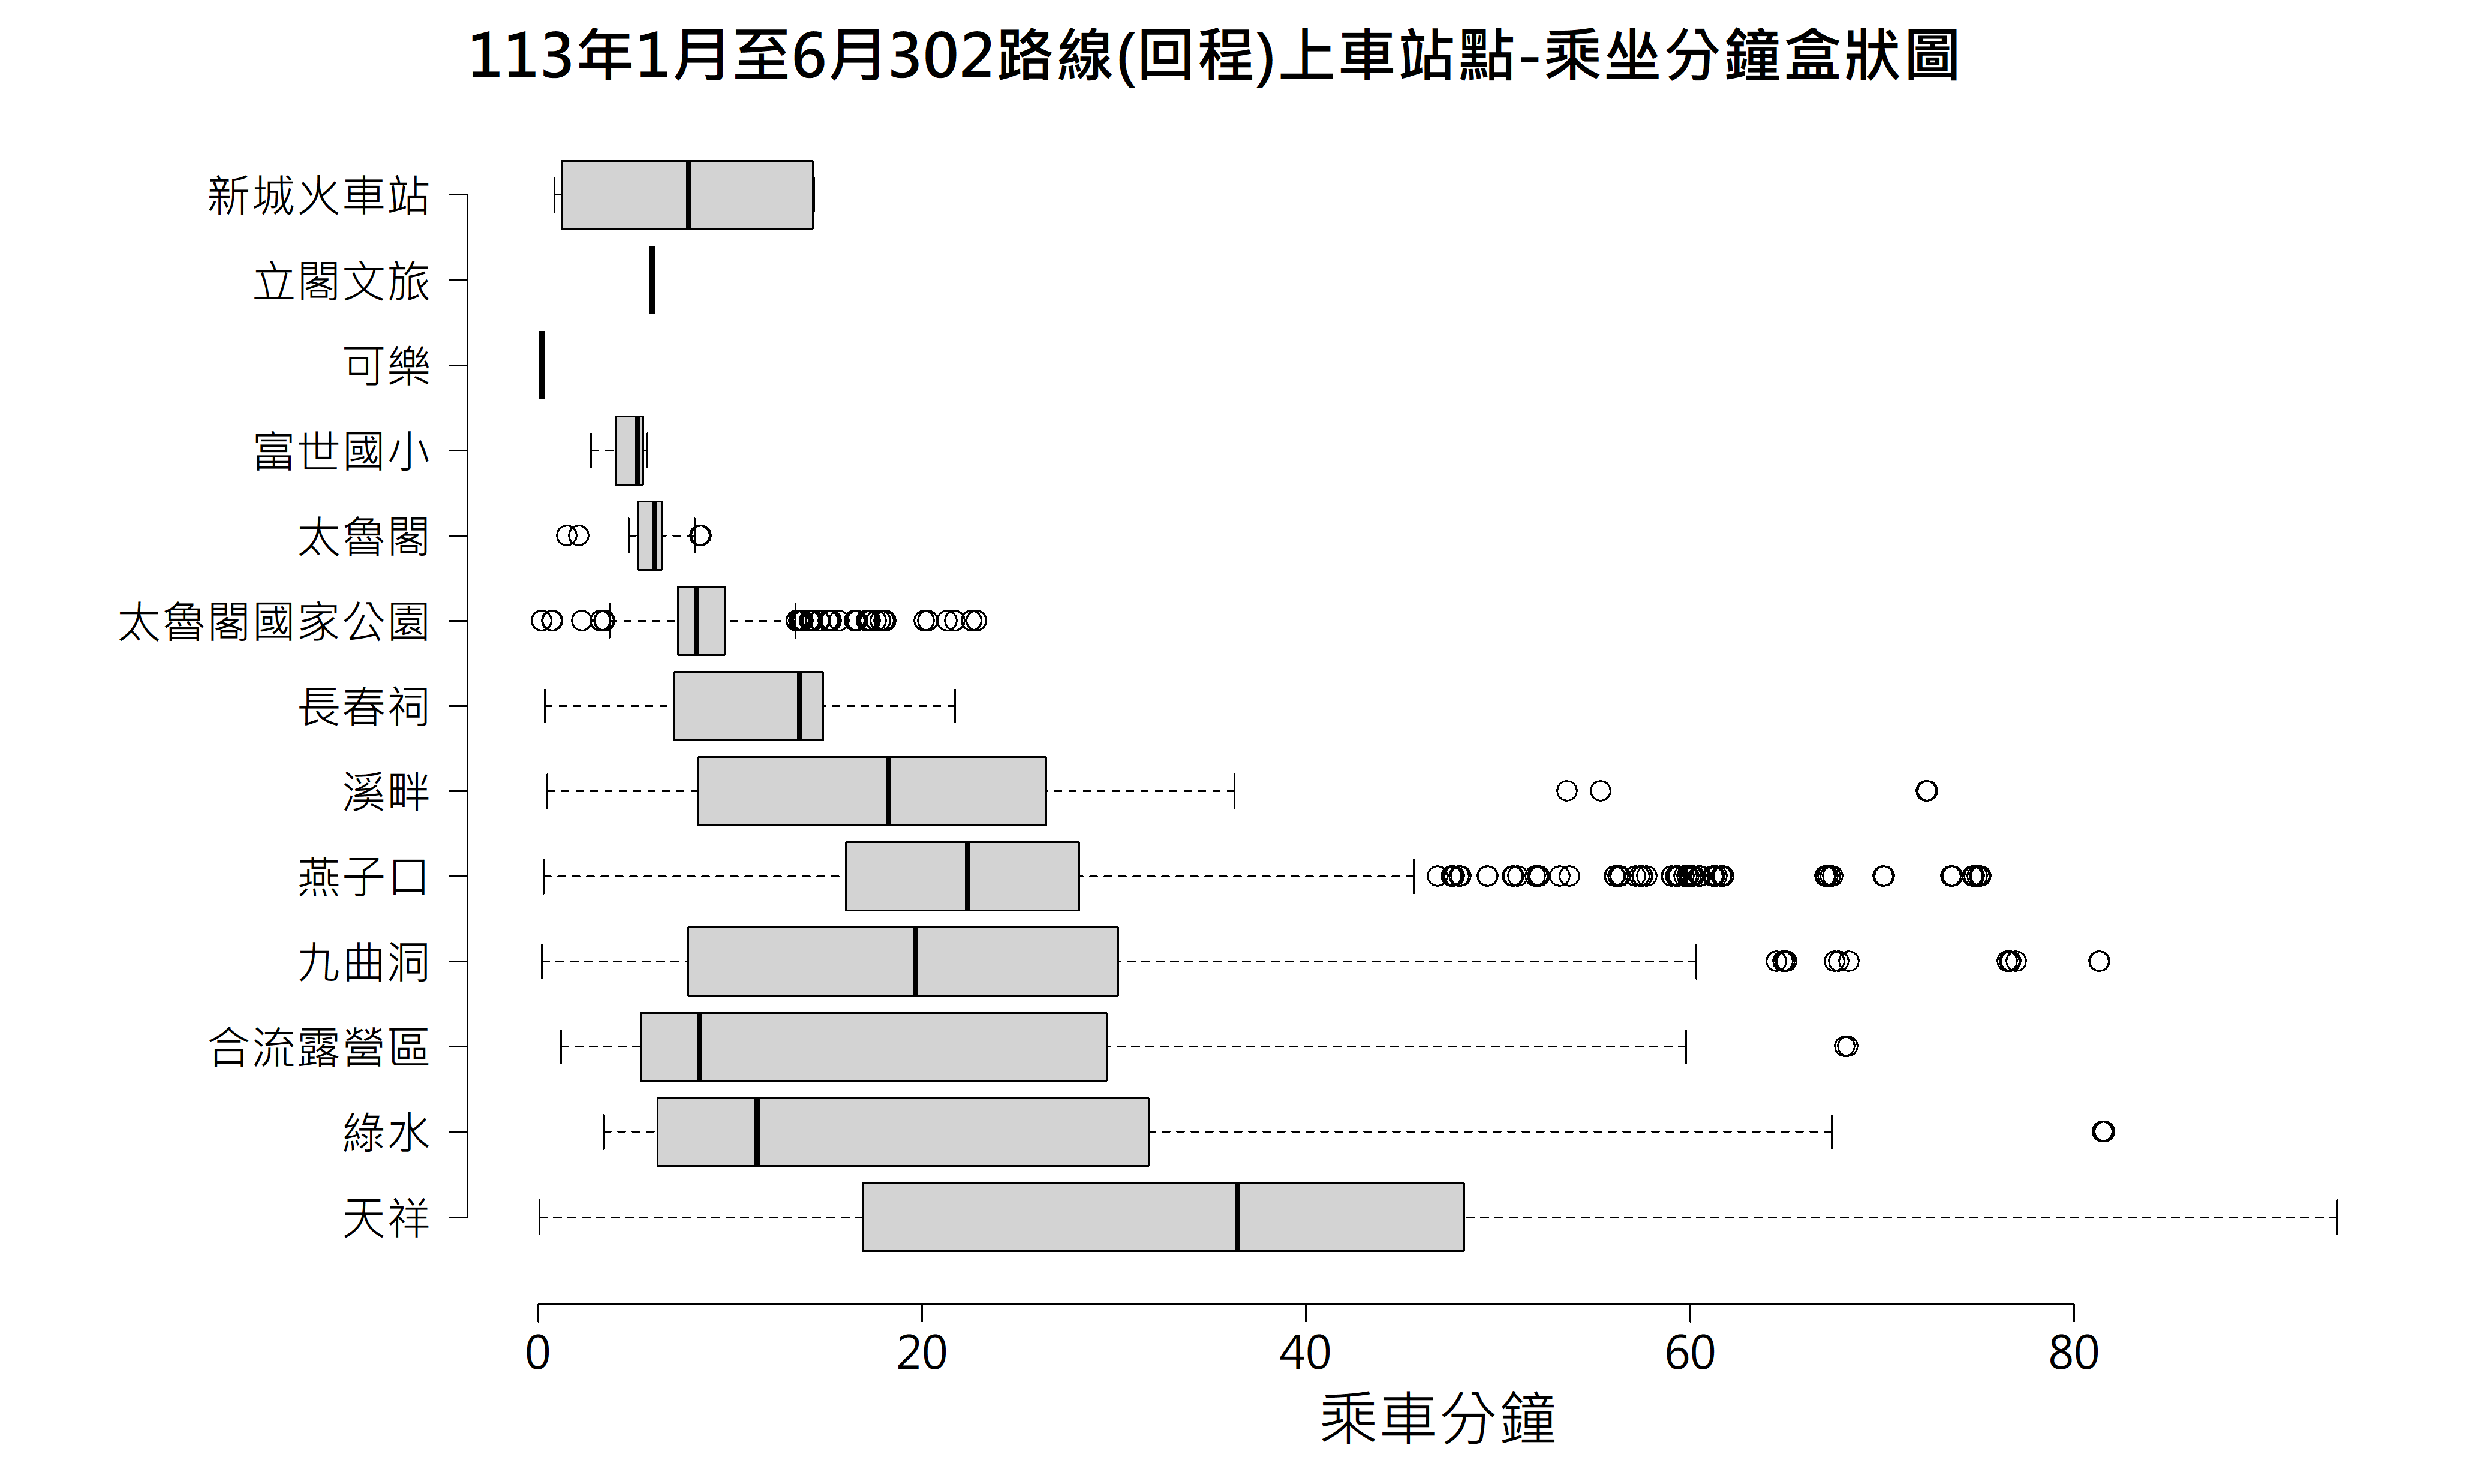 113年1月至6月302路線(回程)上車站點-乘坐分鐘盒狀圖
新城火車站
立閣文旅
可樂
富世國小
太魯閣
太魯閣國家公園
長春祠
溪畔
燕子口
九曲洞
合流露營區
綠水
天祥
0 20 40 60 80
乘車分鐘